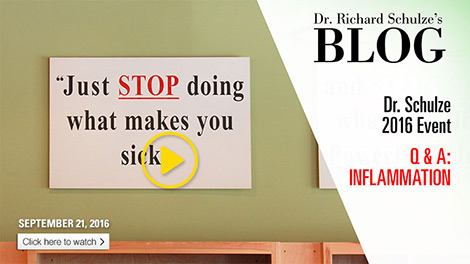 Dr. Richard Schulze's
BLOG
"Just STOP doing
what makes you
sick
Dr. Schulze
2016 Event
Q & A:
INFLAMMATION
SEPTEMBER 21, 2016
Click here to watch >